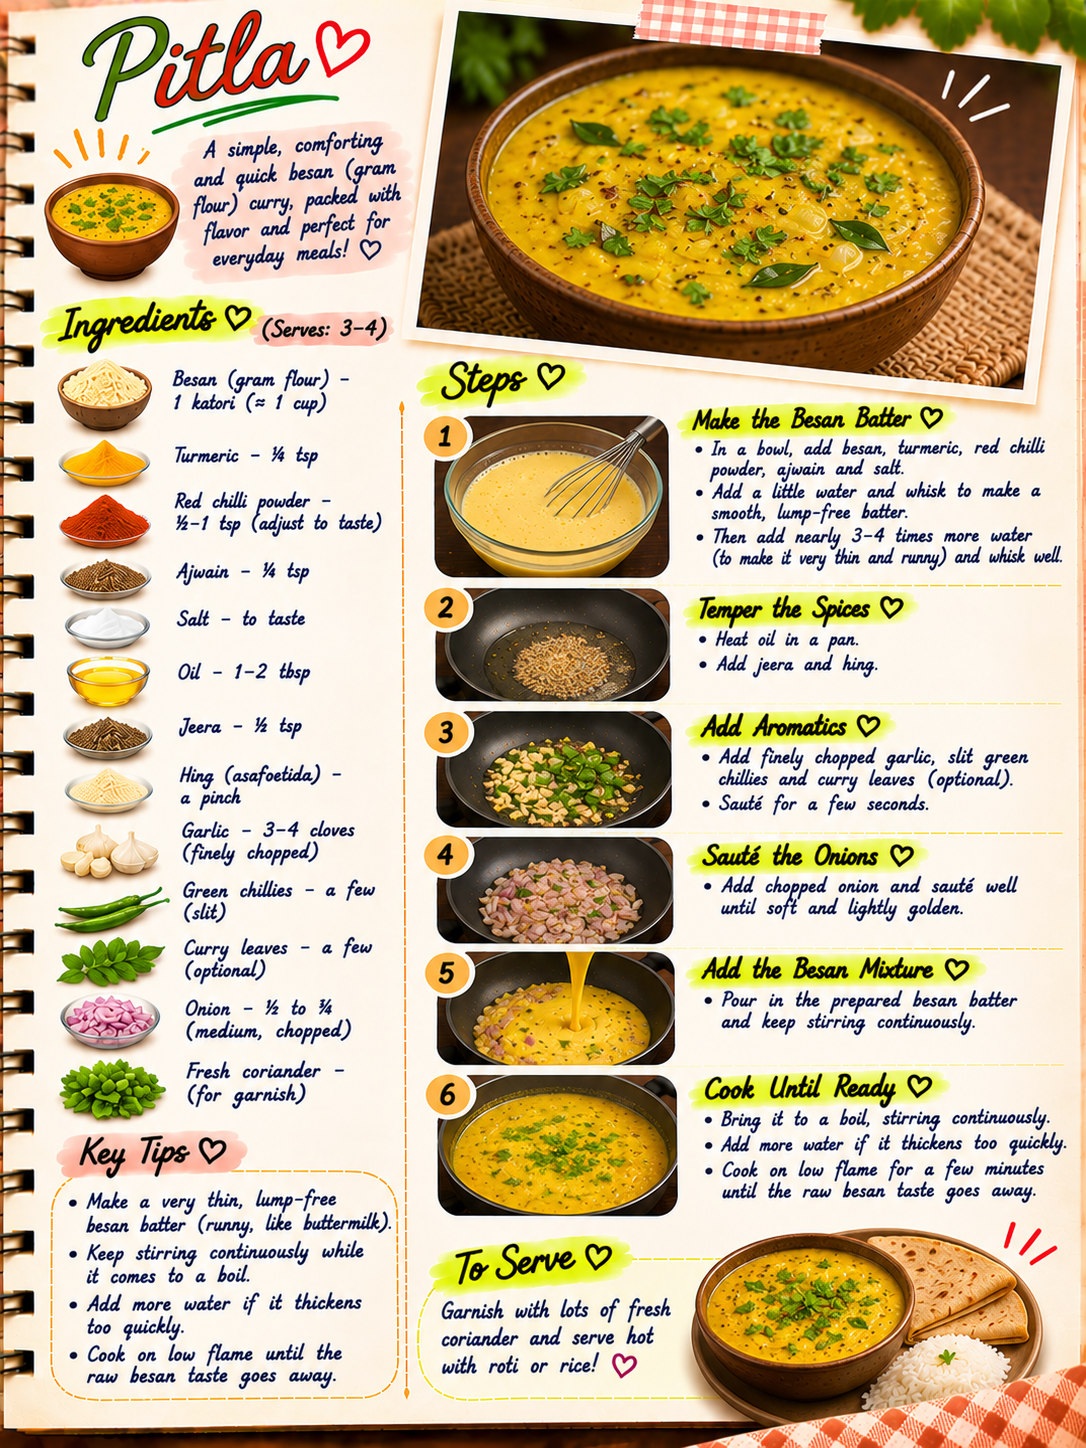 Pitla
A simple, comforting
and quick besan (gram
flour) curry, packed with
flavor and perfect for
everyday meals!
Ingredients
(Serves: 3-4)
Besan (gram flour) -
1 katori (≈ 1 cup)
Turmeric - ¼ tsp
Red chilli powder -
½-1 tsp (adjust to taste)
Ajwain - ¼ tsp
Salt - to taste
Oil - 1-2 tbsp
Jeera - ½ tsp
Hing (asafoetida) -
a pinch
Garlic - 3-4 cloves
(finely chopped)
Green chillies - a few
(slit)
Curry leaves - a few
(optional)
Onion - ½ to ¾
(medium, chopped)
Fresh coriander -
(for garnish)
Key Tips
• Make a very thin, lump-free
besan batter (runny, like buttermilk).
• Keep stirring continuously while
it comes to a boil.
• Add more water if it thickens
too quickly.
• Cook on low flame until the
raw besan taste goes away.
Steps
1
Make the Besan Batter
• In a bowl, add besan, turmeric, red chilli
powder, ajwain and salt.
• Add a little water and whisk to make a
smooth, lump-free batter.
• Then add nearly 3-4 times more water
(to make it very thin and runny) and whisk well.
2
Temper the Spices
• Heat oil in a pan.
• Add jeera and hing.
3
Add Aromatics
• Add finely chopped garlic, slit green
chillies and curry leaves (optional).
• Sauté for a few seconds.
4
Sauté the Onions
• Add chopped onion and sauté well
until soft and lightly golden.
5
Add the Besan Mixture
• Pour in the prepared besan batter
and keep stirring continuously.
6
Cook Until Ready
• Bring it to a boil, stirring continuously.
• Add more water if it thickens too quickly.
• Cook on low flame for a few minutes
until the raw besan taste goes away.
To Serve
Garnish with lots of fresh
coriander and serve hot
with roti or rice!